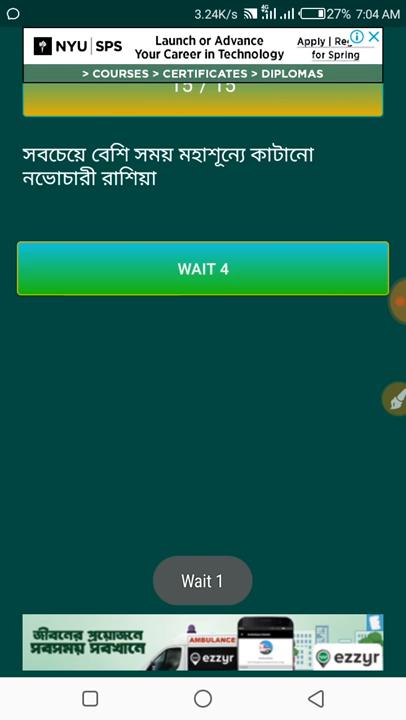 3.24K/s 4G 27% 7:04 AM
NYU SPS
Launch or Advance
Your Career in Technology
Apply | Reg
for Spring
> COURSES > CERTIFICATES > DIPLOMAS
15 / 15
সবচেয়ে বেশি সময় মহাশূন্যে কাটানো
নভোচারী রাশিয়া
WAIT 4
Wait 1
জীবনের প্রয়োজনে
সবসময় সবখানে
AMBULANCE
ezzyr
ezzyr